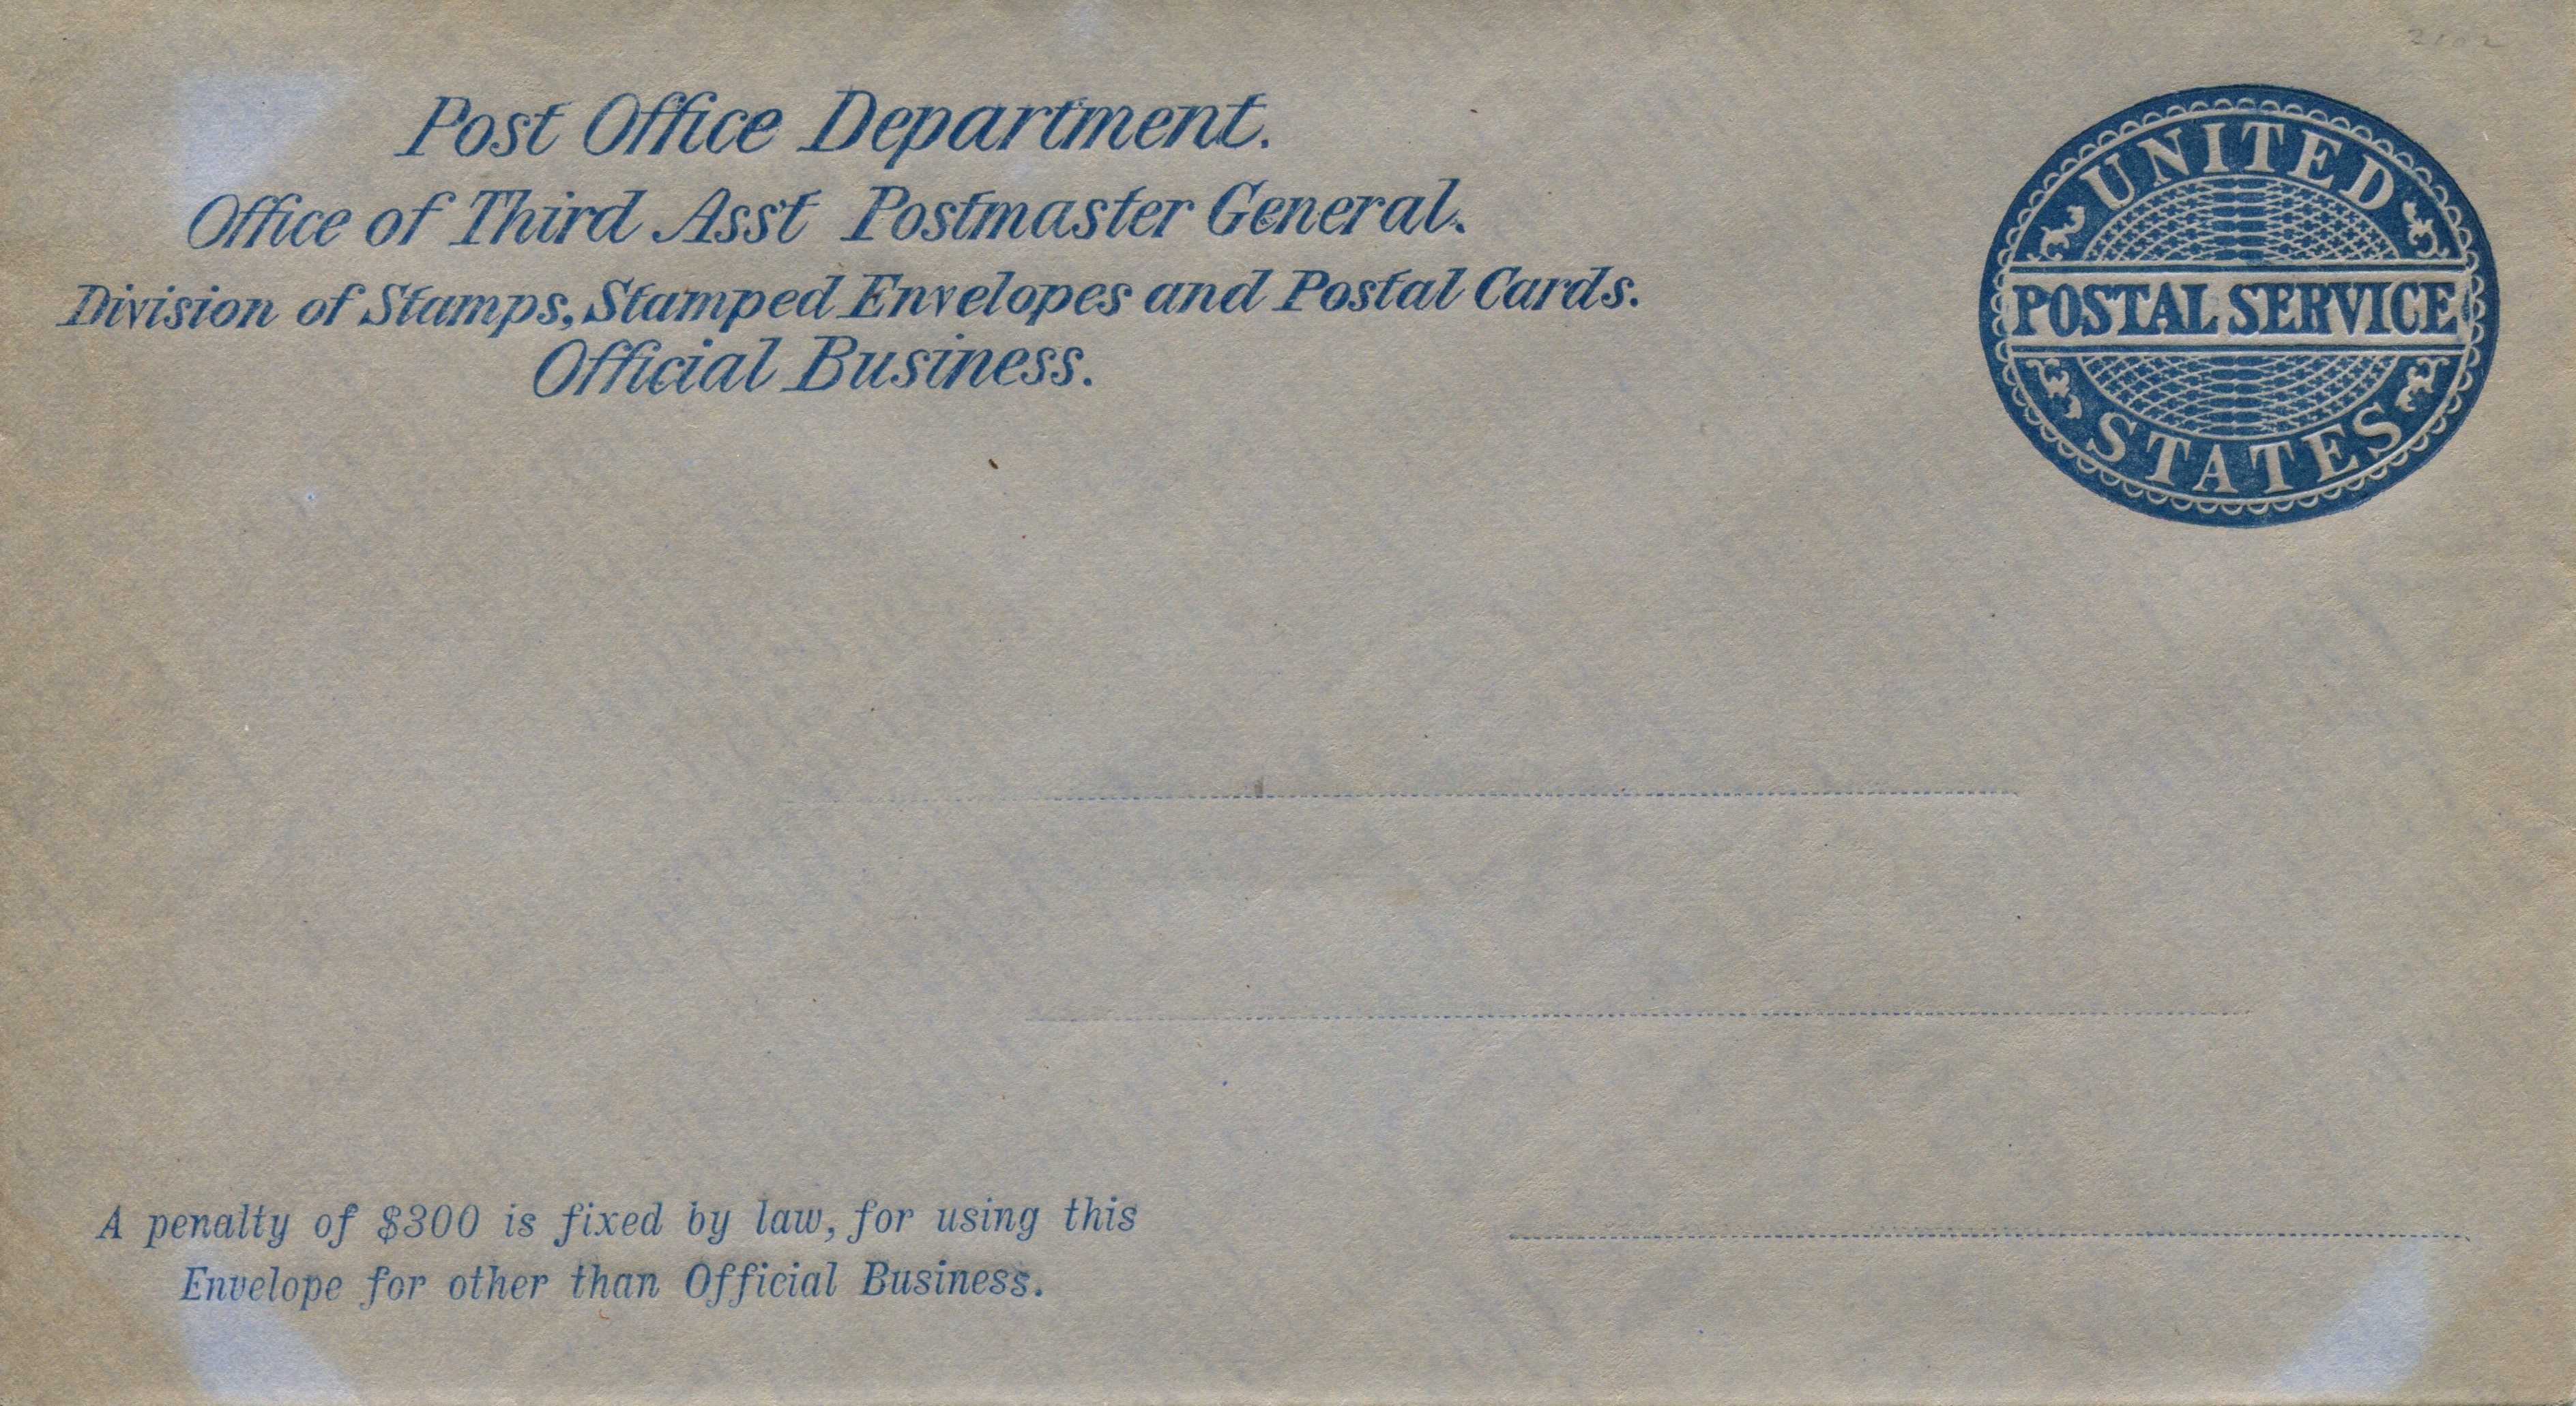 Post Office Department.
Office of Third Ass't Postmaster General.
Division of Stamps, Stamped Envelopes and Postal Cards.
Official Business.
UNITED
POSTAL SERVICE
STATES
A penalty of $300 is fixed by law, for using this
Envelope for other than Official Business.